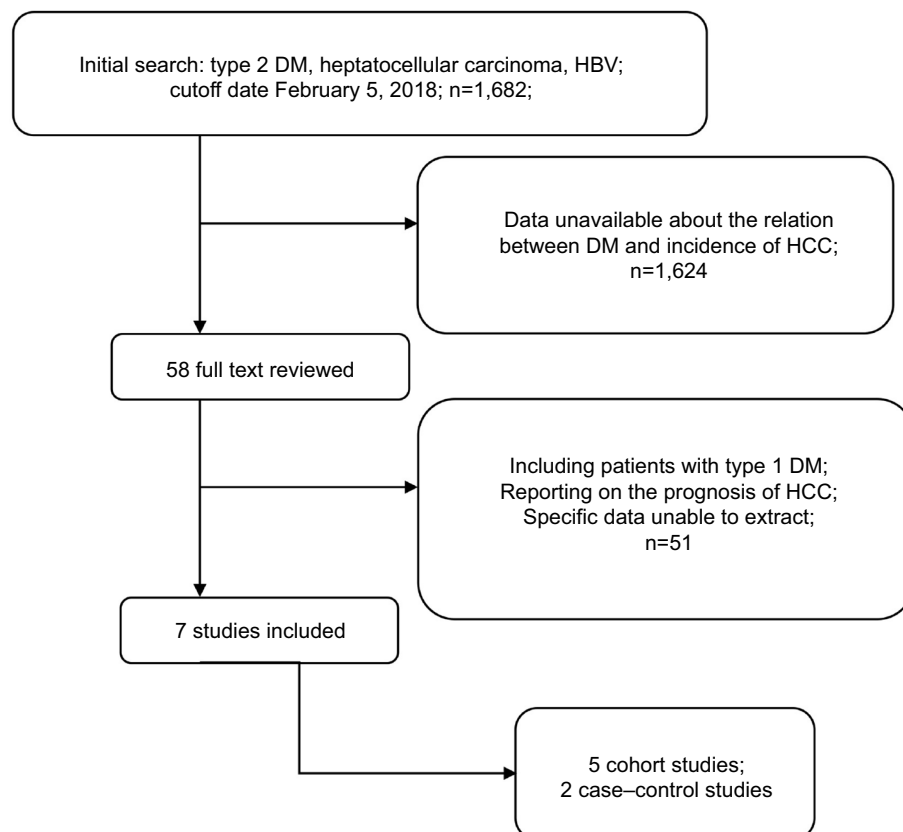 Initial search: type 2 DM, heptatocellular carcinoma, HBV;
cutoff date February 5, 2018; n=1,682;
Data unavailable about the relation
between DM and incidence of HCC;
n=1,624
58 full text reviewed
Including patients with type 1 DM;
Reporting on the prognosis of HCC;
Specific data unable to extract;
n=51
7 studies included
5 cohort studies;
2 case–control studies